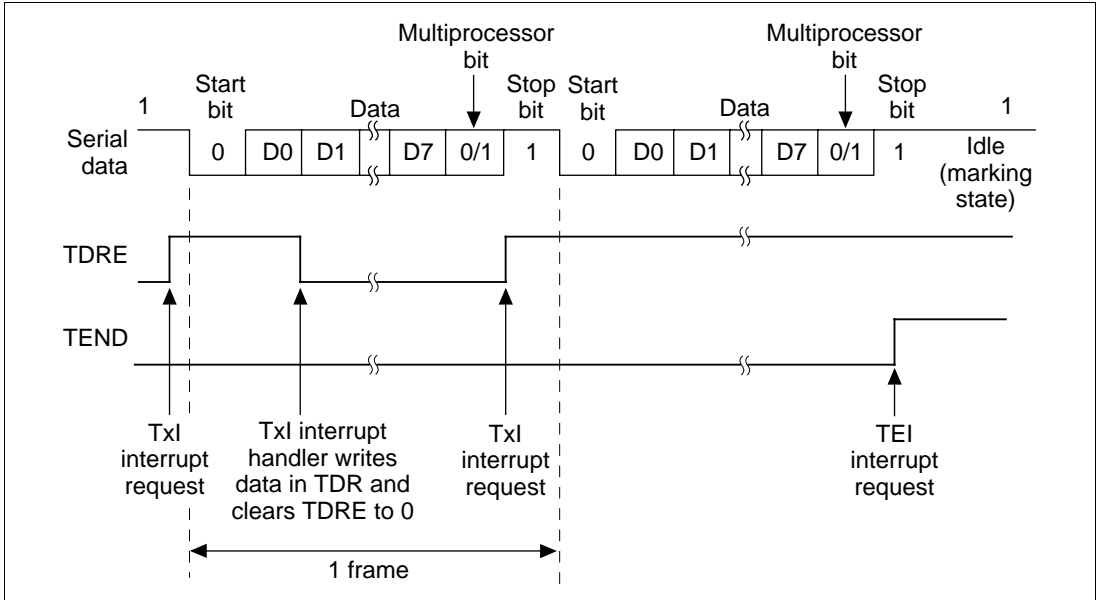 Multiprocessor
bit
Multiprocessor
bit
Start
bit
Stop
bit
Start
bit
Stop
bit
1
Data
Data
1
Serial
data
0 D0 D1 D7 0/1 1 0 D0 D1 D7 0/1 1
Idle
(marking
state)
TDRE
TEND
TxI
interrupt
request
TxI interrupt
handler writes
data in TDR and
clears TDRE to 0
TxI
interrupt
request
TEI
interrupt
request
1 frame